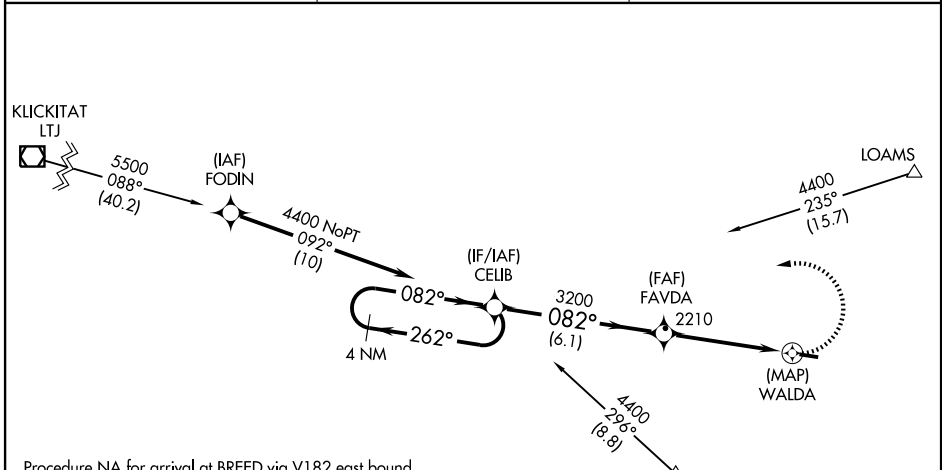 KLICKITAT
LTJ
5500
088°
(40.2)
(IAF)
FODIN
4400 NoPT
092°
(10)
LOAMS
4400
235°
(15.7)
(IF/IAF)
CELIB
082°
262°
4 NM
3200
082°
(6.1)
(FAF)
FAVDA
2210
(MAP)
WALDA
4400
296°
(8.8)
Procedure NA for arrival at BREED via V182 east bound